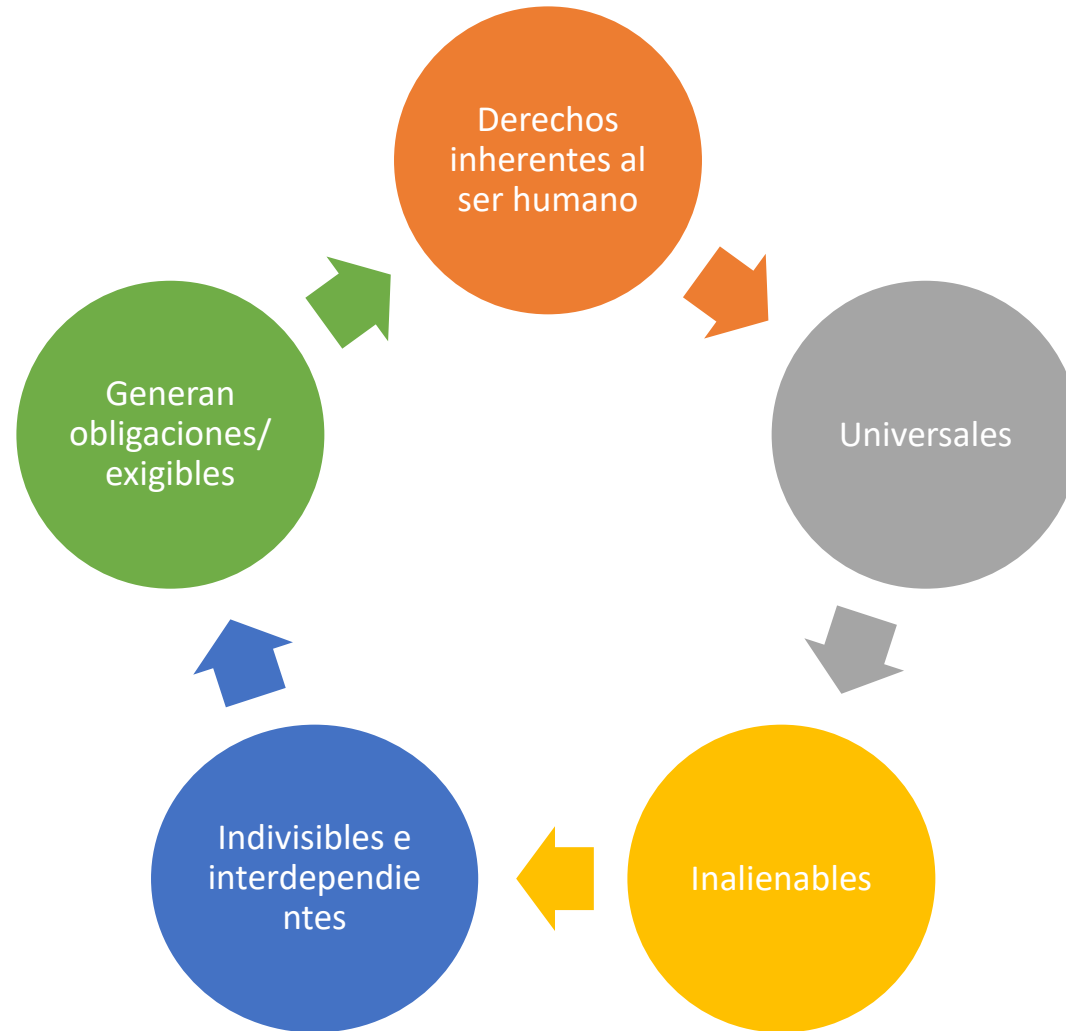 Derechos
inherentes al
ser humano
Universales
Inalienables
Indivisibles e
interdependie
ntes
Generan
obligaciones/
exigibles